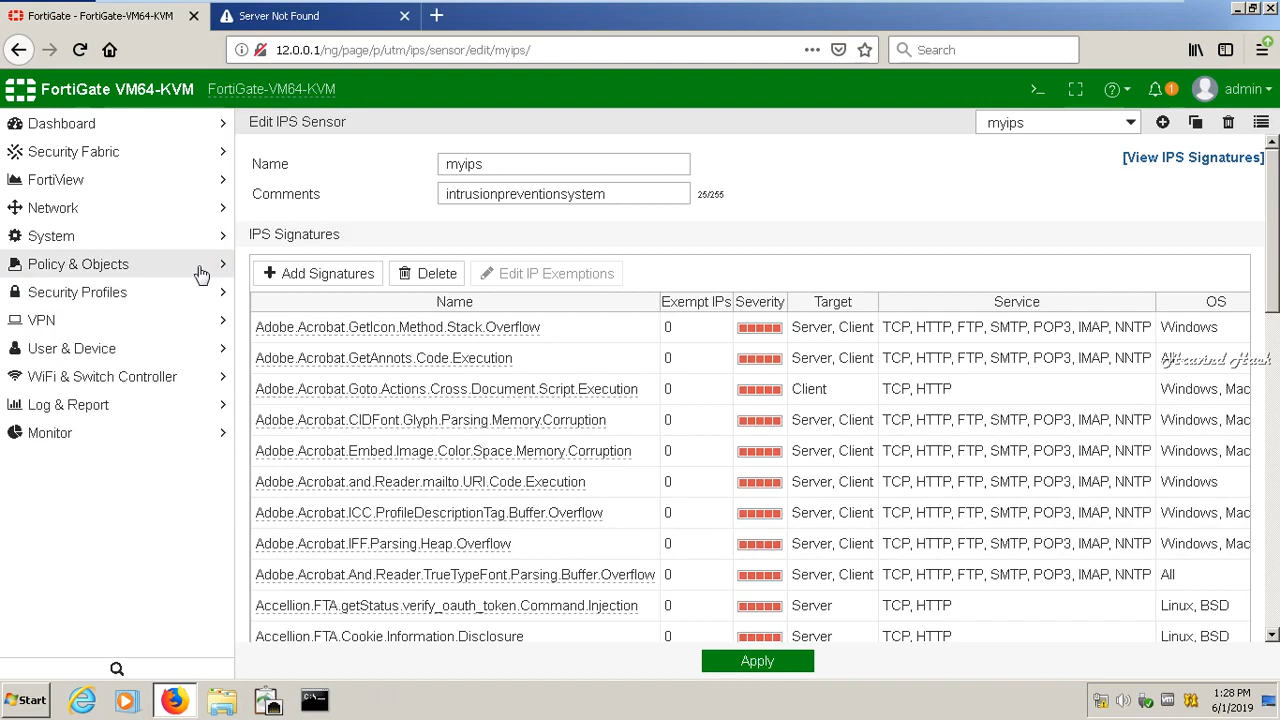 FortiGate - FortiGate-VM64-KVM
Server Not Found
12.0.0.1/ng/page/p/utm/ips/sensor/edit/myips/
Search
FortiGate VM64-KVM
FortiGate-VM64-KVM
1
admin
Dashboard
Security Fabric
FortiView
Network
System
Policy & Objects
Security Profiles
VPN
User & Device
WiFi & Switch Controller
Log & Report
Monitor
Edit IPS Sensor
myips
[View IPS Signatures]
Name myips
Comments intrusionpreventionsystem 25/255
IPS Signatures
Add Signatures Delete Edit IP Exemptions
Name Exempt IPs Severity Target Service OS
Adobe.Acrobat.GetIcon.Method.Stack.Overflow 0 Server, Client TCP, HTTP, FTP, SMTP, POP3, IMAP, NNTP Windows
Adobe.Acrobat.GetAnnots.Code.Execution 0 Server, Client TCP, HTTP, FTP, SMTP, POP3, IMAP, NNTP
Adobe.Acrobat.Goto.Actions.Cross.Document.Script.Execution 0 Client TCP, HTTP Windows, Mac
Adobe.Acrobat.CIDFont.Glyph.Parsing.Memory.Corruption 0 Server, Client TCP, HTTP, FTP, SMTP, POP3, IMAP, NNTP Windows, Mac
Adobe.Acrobat.Embed.Image.Color.Space.Memory.Corruption 0 Server, Client TCP, HTTP, FTP, SMTP, POP3, IMAP, NNTP Windows, Mac
Adobe.Acrobat.and.Reader.mailto.URI.Code.Execution 0 Server, Client TCP, HTTP, FTP, SMTP, POP3, IMAP, NNTP Windows
Adobe.Acrobat.ICC.ProfileDescriptionTag.Buffer.Overflow 0 Server, Client TCP, HTTP, FTP, SMTP, POP3, IMAP, NNTP Windows, Mac
Adobe.Acrobat.IFF.Parsing.Heap.Overflow 0 Server, Client TCP, HTTP, FTP, SMTP, POP3, IMAP, NNTP Windows, Mac
Adobe.Acrobat.And.Reader.TrueTypeFont.Parsing.Buffer.Overflow 0 Server, Client TCP, HTTP, FTP, SMTP, POP3, IMAP, NNTP All
Accellion.FTA.getStatus.verify_oauth_token.Command.Injection 0 Server TCP, HTTP Linux, BSD
Accellion.FTA.Cookie.Information.Disclosure 0 Server TCP, HTTP Linux, BSD
Apply
Start
1:28 PM
6/1/2019